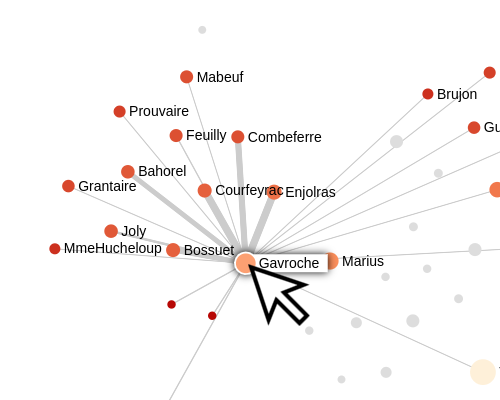 Mabeuf
Brujon
Prouvaire
Gu
Feuilly
Combeferre
Bahorel
Grantaire
Courfeyrac
Enjolras
Joly
MmeHucheloup
Bossuet
Gavroche
Marius